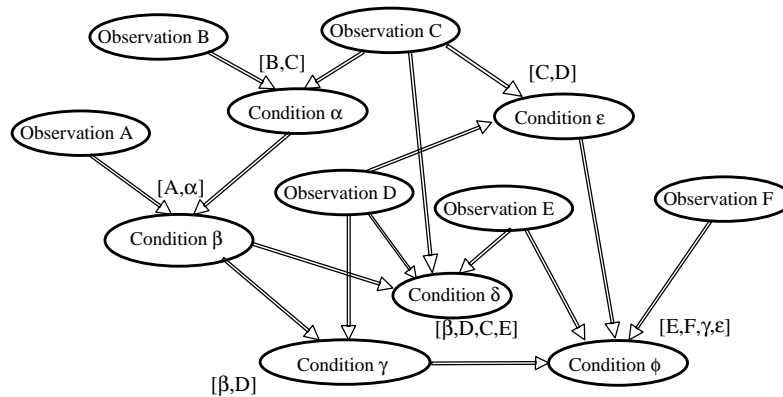 Observation B
Observation C
[B,C]
[C,D]
Condition α
Condition ε
Observation A
[A,α]
Observation D
Observation E
Observation F
Condition β
Condition δ
[β,D,C,E]
[E,F,γ,ε]
Condition γ
Condition ϕ
[β,D]